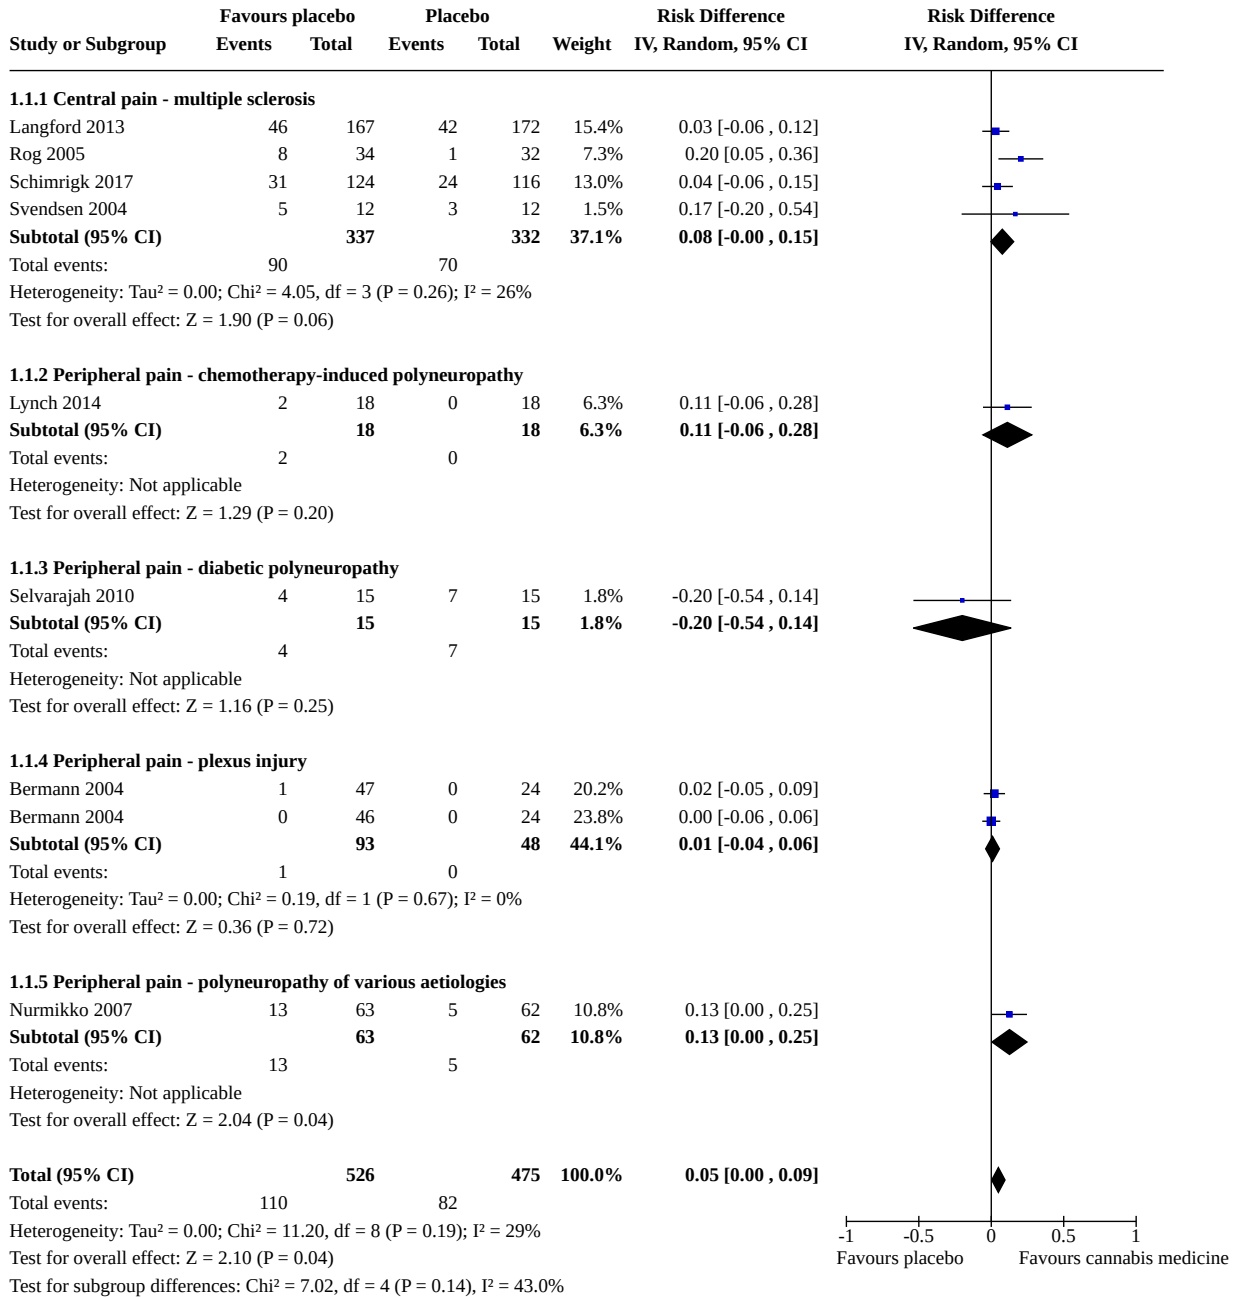 Favours placebo Placebo Risk Difference Risk Difference
Study or Subgroup Events Total Events Total Weight IV, Random, 95% CI IV, Random, 95% CI
1.1.1 Central pain - multiple sclerosis
Langford 2013 46 167 42 172 15.4% 0.03 [-0.06 , 0.12]
Rog 2005 8 34 1 32 7.3% 0.20 [0.05 , 0.36]
Schimrigk 2017 31 124 24 116 13.0% 0.04 [-0.06 , 0.15]
Svendsen 2004 5 12 3 12 1.5% 0.17 [-0.20 , 0.54]
Subtotal (95% CI) 337 332 37.1% 0.08 [-0.00 , 0.15]
Total events: 90 70
Heterogeneity: Tau² = 0.00; Chi² = 4.05, df = 3 (P = 0.26); I² = 26%
Test for overall effect: Z = 1.90 (P = 0.06)
1.1.2 Peripheral pain - chemotherapy-induced polyneuropathy
Lynch 2014 2 18 0 18 6.3% 0.11 [-0.06 , 0.28]
Subtotal (95% CI) 18 18 6.3% 0.11 [-0.06 , 0.28]
Total events: 2 0
Heterogeneity: Not applicable
Test for overall effect: Z = 1.29 (P = 0.20)
1.1.3 Peripheral pain - diabetic polyneuropathy
Selvarajah 2010 4 15 7 15 1.8% -0.20 [-0.54 , 0.14]
Subtotal (95% CI) 15 15 1.8% -0.20 [-0.54 , 0.14]
Total events: 4 7
Heterogeneity: Not applicable
Test for overall effect: Z = 1.16 (P = 0.25)
1.1.4 Peripheral pain - plexus injury
Bermann 2004 1 47 0 24 20.2% 0.02 [-0.05 , 0.09]
Bermann 2004 0 46 0 24 23.8% 0.00 [-0.06 , 0.06]
Subtotal (95% CI) 93 48 44.1% 0.01 [-0.04 , 0.06]
Total events: 1 0
Heterogeneity: Tau² = 0.00; Chi² = 0.19, df = 1 (P = 0.67); I² = 0%
Test for overall effect: Z = 0.36 (P = 0.72)
1.1.5 Peripheral pain - polyneuropathy of various aetiologies
Nurmikko 2007 13 63 5 62 10.8% 0.13 [0.00 , 0.25]
Subtotal (95% CI) 63 62 10.8% 0.13 [0.00 , 0.25]
Total events: 13 5
Heterogeneity: Not applicable
Test for overall effect: Z = 2.04 (P = 0.04)
Total (95% CI) 526 475 100.0% 0.05 [0.00 , 0.09]
Total events: 110 82
Heterogeneity: Tau² = 0.00; Chi² = 11.20, df = 8 (P = 0.19); I² = 29%
-1 -0.5 0 0.5 1
Test for overall effect: Z = 2.10 (P = 0.04)
Favours placebo Favours cannabis medicine
Test for subgroup differences: Chi² = 7.02, df = 4 (P = 0.14), I² = 43.0%